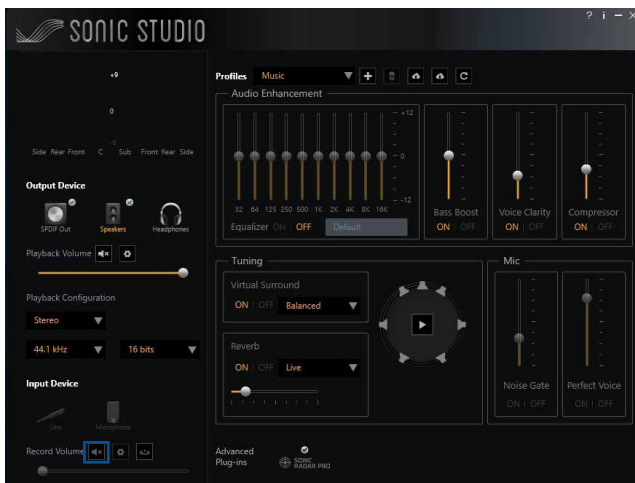 SONIC STUDIO
? i
+9
0
Side Rear Front C Sub Front Rear Side
Output Device
SPDIF Out Speakers Headphones
Playback Volume
Playback Configuration
Stereo
44.1 kHz 16 bits
Input Device
Line Microphone
Record Volume
Profiles Music
Audio Enhancement
+12
0
-12
32 64 125 250 500 1K 2K 4K 8K 16K
Equalizer ON OFF Default
Bass Boost
ON | OFF
Voice Clarity
ON | OFF
Compressor
ON | OFF
Tuning
Virtual Surround
ON | OFF Balanced
Reverb
ON | OFF Live
Mic
Noise Gate
ON | OFF
Perfect Voice
ON | OFF
Advanced
Plug-ins
SONIC
RADAR PRO